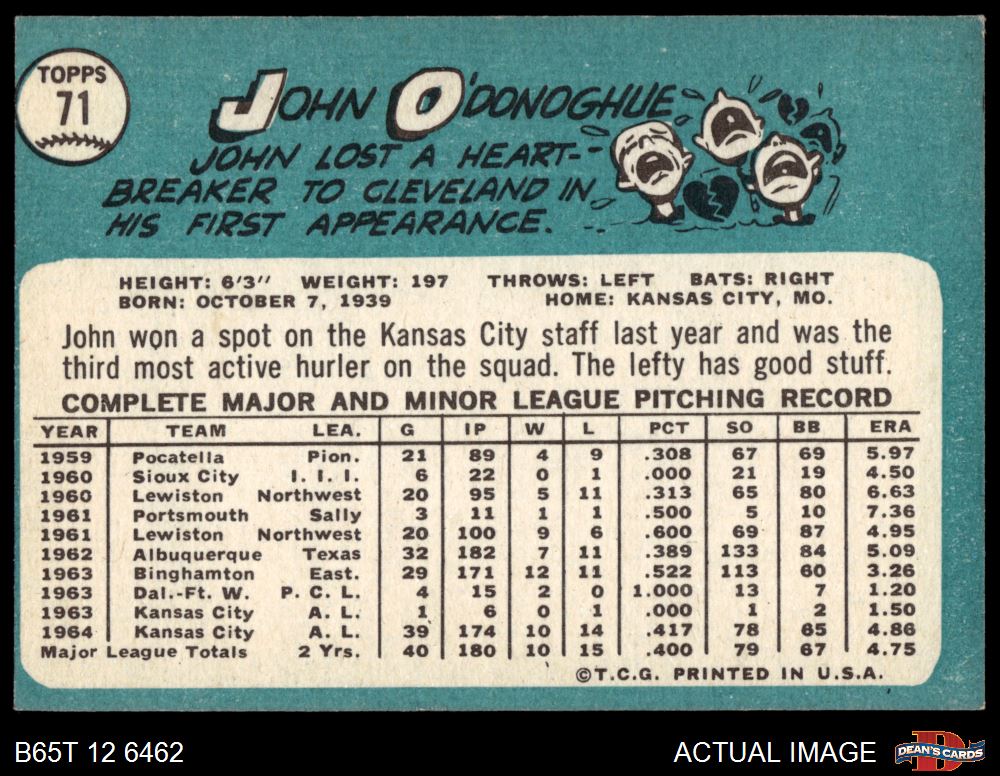 TOPPS
71
JOHN O'DONOGHUE
JOHN LOST A HEART-
BREAKER TO CLEVELAND IN
HIS FIRST APPEARANCE.
HEIGHT: 6'3" WEIGHT: 197 THROWS: LEFT BATS: RIGHT
BORN: OCTOBER 7, 1939 HOME: KANSAS CITY, MO.
John won a spot on the Kansas City staff last year and was the
third most active hurler on the squad. The lefty has good stuff.
COMPLETE MAJOR AND MINOR LEAGUE PITCHING RECORD
YEAR TEAM LEA. G IP W L PCT SO BB ERA
1959 Pocatella Pion. 21 89 4 9 .308 67 69 5.97
1960 Sioux City I. I. I. 6 22 0 1 .000 21 19 4.50
1960 Lewiston Northwest 20 95 5 11 .313 65 80 6.63
1961 Portsmouth Sally 3 11 1 1 .500 5 10 7.36
1961 Lewiston Northwest 20 100 9 6 .600 69 87 4.95
1962 Albuquerque Texas 32 182 7 11 .389 133 84 5.09
1963 Binghamton East. 29 171 12 11 .522 113 60 3.26
1963 Dal.-Ft. W. P. C. L. 4 15 2 0 1.000 13 7 1.20
1963 Kansas City A. L. 1 6 0 1 .000 1 2 1.50
1964 Kansas City A. L. 39 174 10 14 .417 78 65 4.86
Major League Totals 2 Yrs. 40 180 10 15 .400 79 67 4.75
©T.C.G. PRINTED IN U.S.A.
B65T 12 6462 ACTUAL IMAGE DEAN'S CARDS